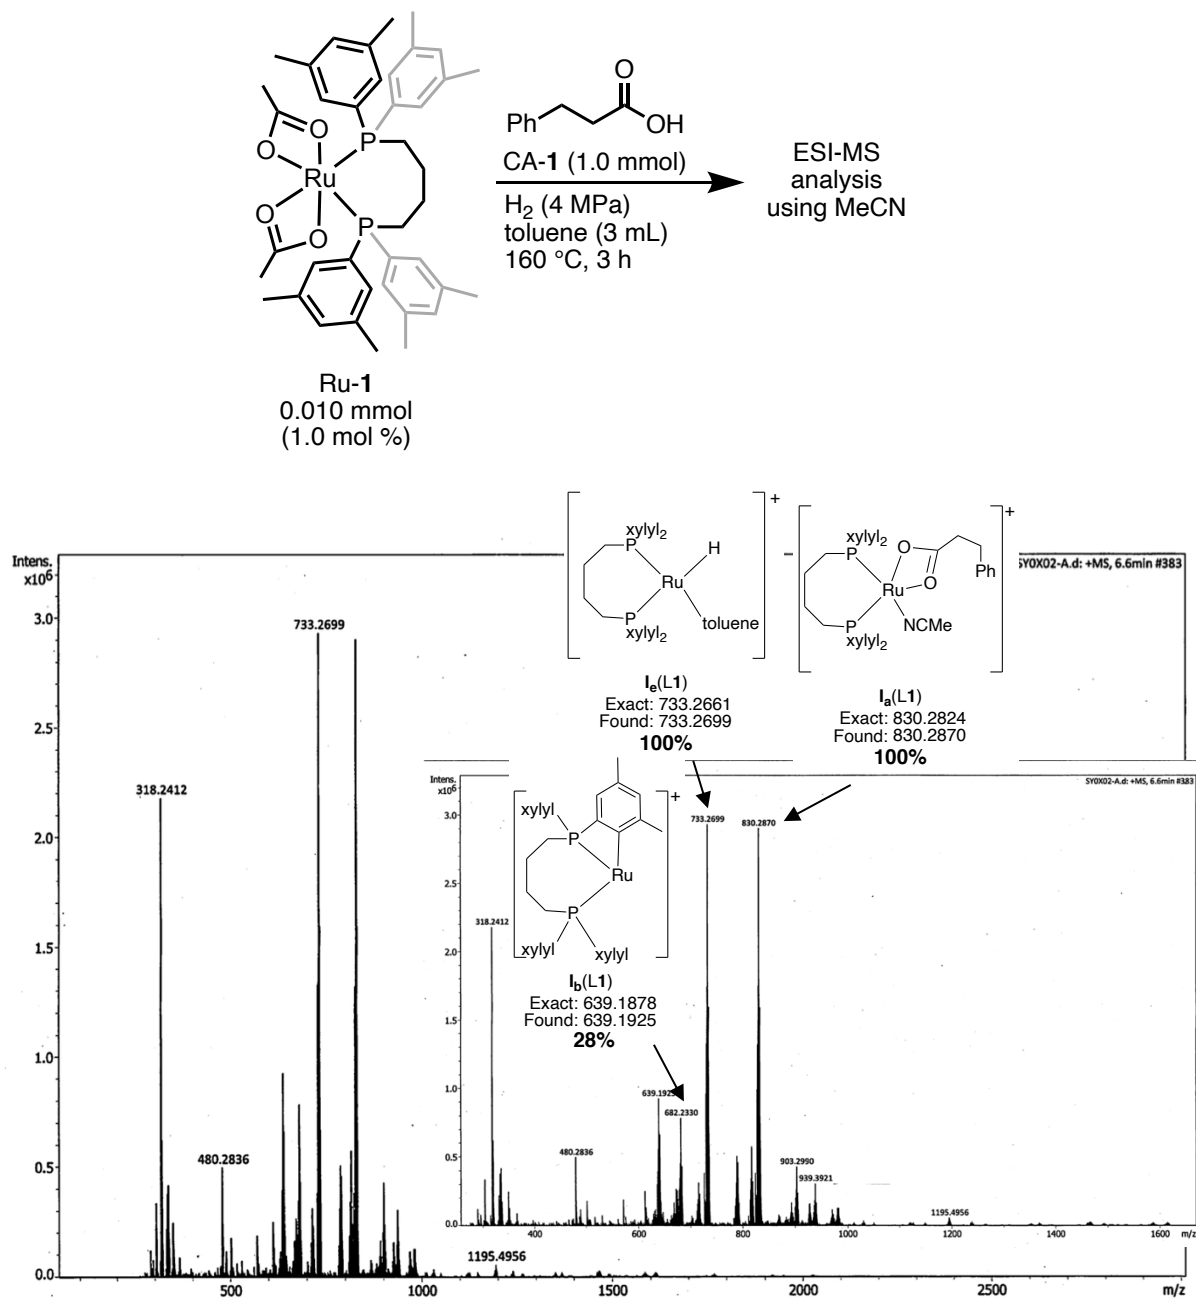 O
O
P
Ru
O
O
P
O
Ph
OH
CA-1 (1.0 mmol)
H2 (4 MPa)
toluene (3 mL)
160 °C, 3 h
ESI-MS
analysis
using MeCN
Ru-1
0.010 mmol
(1.0 mol %)
+
xylyl2
P
H
Ru
P
xylyl2
toluene
Ie(L1)
Exact: 733.2661
Found: 733.2699
100%
+
xylyl2
P
O
O
Ph
Ru
P
xylyl2
NCMe
Ia(L1)
Exact: 830.2824
Found: 830.2870
100%
Intens.
x10^6
SY0X02-A.d: +MS, 6.6min #383
3.0
2.5
2.0
1.5
1.0
0.5
0.0
318.2412
480.2836
733.2699
1195.4956
500
1000
1500
2000
2500
m/z
+
xylyl
P
Ru
P
xylyl
xylyl
Ib(L1)
Exact: 639.1878
Found: 639.1925
28%
Intens.
x10^6
SY0X02-A.d: +MS, 6.6min #383
3.0
2.5
2.0
1.5
1.0
0.5
0.0
318.2412
480.2836
639.1925
682.2330
733.2699
830.2870
903.2990
939.3921
1195.4956
400
600
800
1000
1200
1400
1600
m/z